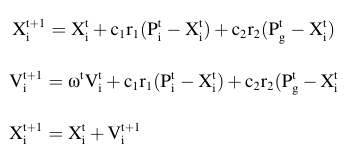 X_i^{t+1} = X_i^t + c_1r_1(P_i^t − X_i^t) + c_2r_2(P_g^t − X_i^t)
V_i^{t+1} = ω^tV_i^t + c_1r_1(P_i^t − X_i^t) + c_2r_2(P_g^t − X_i^t
X_i^{t+1} = X_i^t + V_i^{t+1}